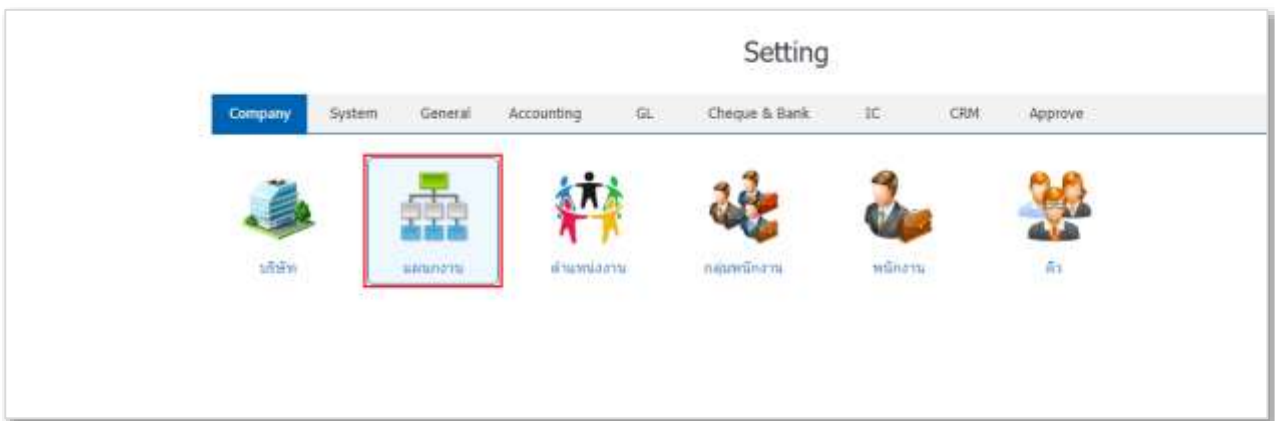 Setting
Company System General Accounting GL Cheque & Bank IC CRM Approve
บริษัท แผนกงาน ตำแหน่งงาน กลุ่มพนักงาน พนักงาน คิว